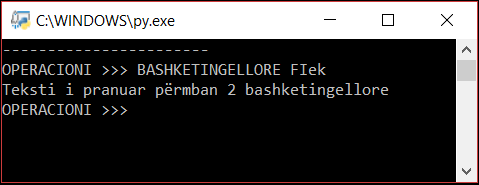 C:\WINDOWS\py.exe
-----------------------
OPERACIONI >>> BASHKETINGELLORE FIek
Teksti i pranuar përmban 2 bashketingellore
OPERACIONI >>>